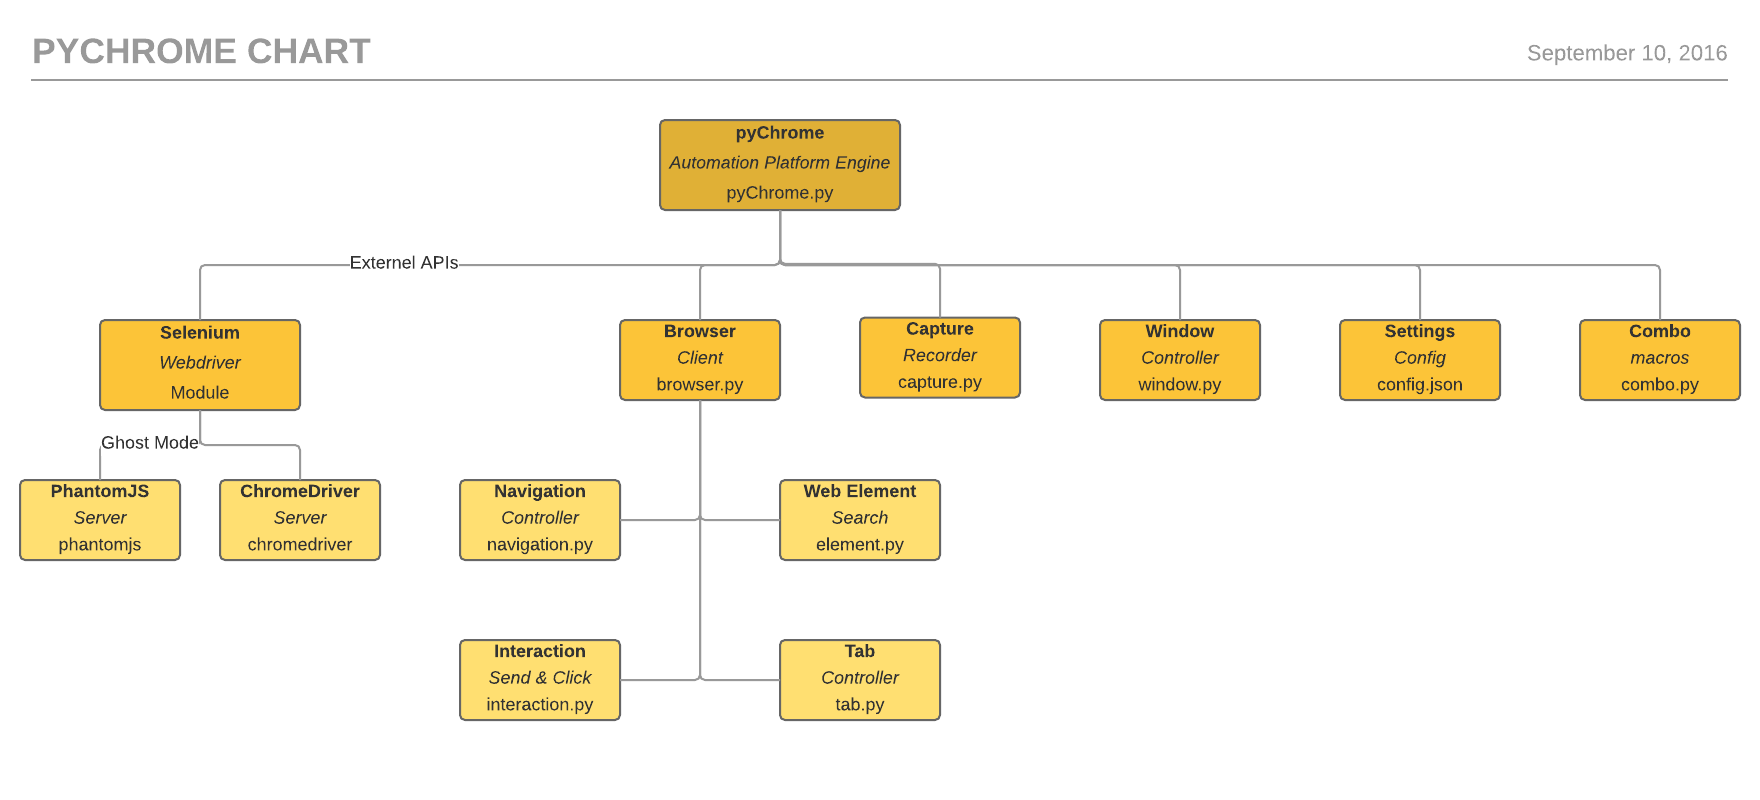 PYCHROME CHART
September 10, 2016
pyChrome
Automation Platform Engine
pyChrome.py
Externel APIs
Selenium
Webdriver
Module
Browser
Client
browser.py
Capture
Recorder
capture.py
Window
Controller
window.py
Settings
Config
config.json
Combo
macros
combo.py
Ghost Mode
PhantomJS
Server
phantomjs
ChromeDriver
Server
chromedriver
Navigation
Controller
navigation.py
Web Element
Search
element.py
Interaction
Send & Click
interaction.py
Tab
Controller
tab.py